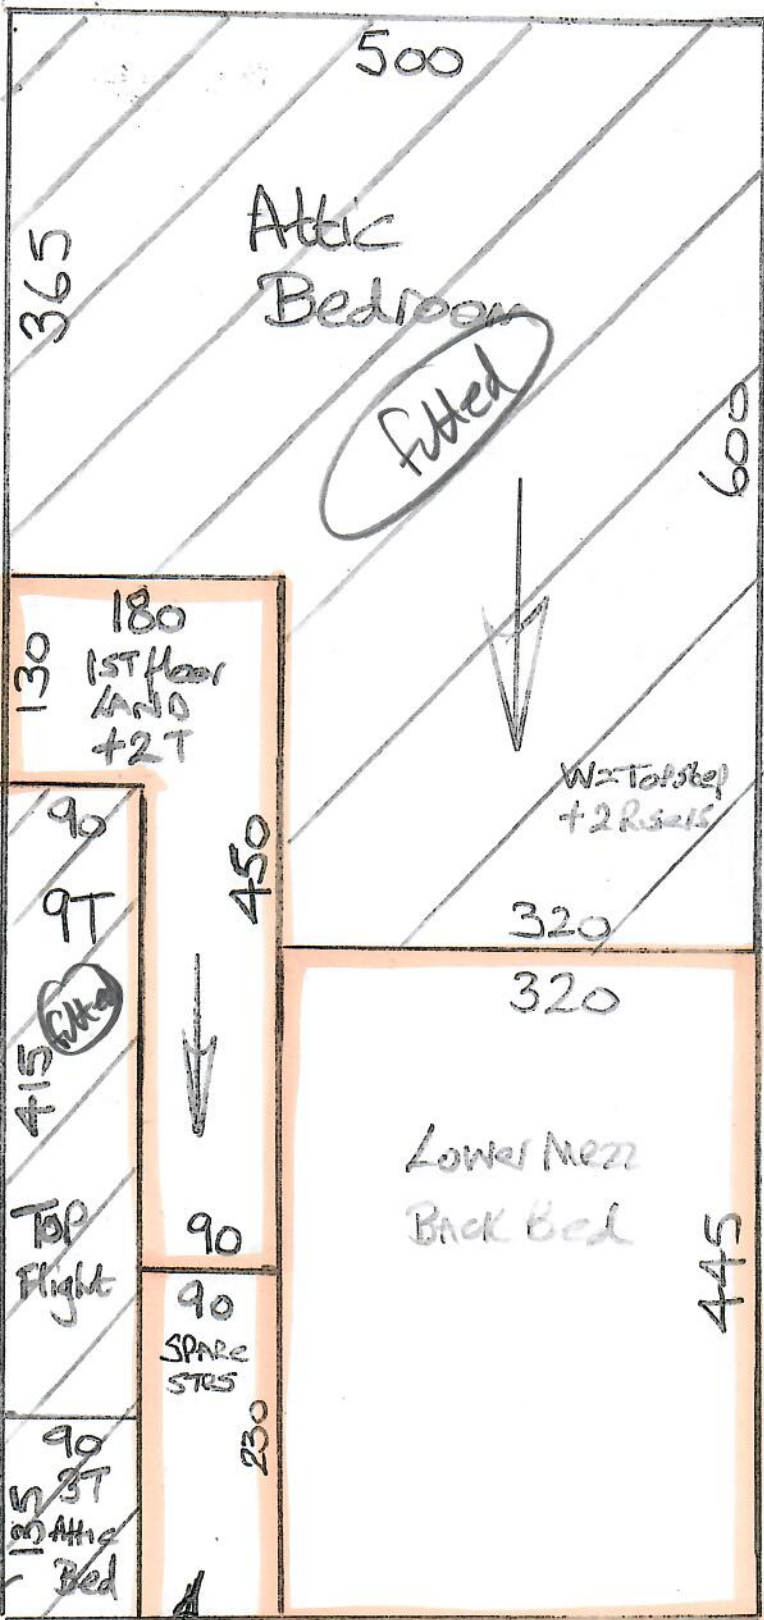 500
Attic
Bedroom
365
fitted
600
180
130
1ST floor
LAND
+2T
W=Topstep
+2 Risers
450
320
90
9T
fitted
415
Top
Flight
90
320
Lower Mezz
Back Bed
445
90
SPARE
STRS
230
90
3T
135
Attic
Bed